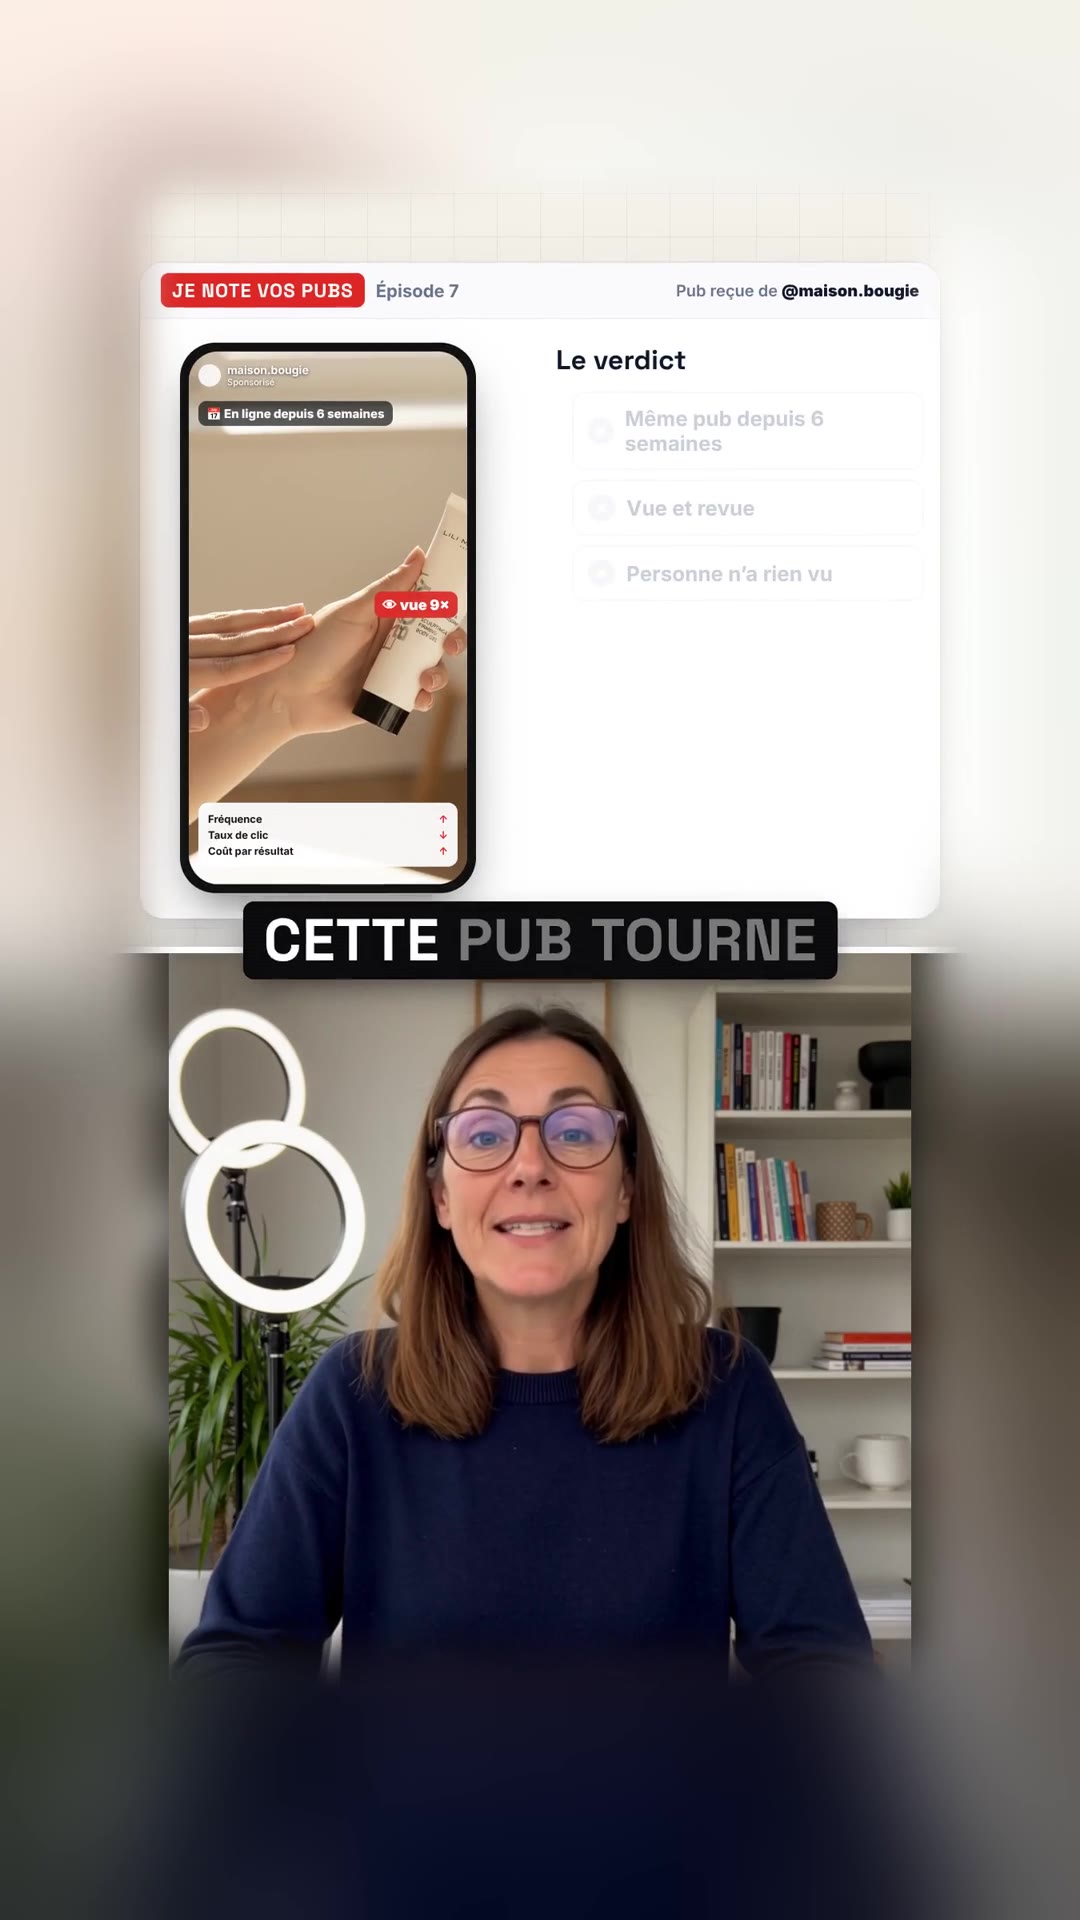 JE NOTE VOS PUBS Épisode 7 Pub reçue de @maison.bougie
maison.bougie
Sponsorisé
📅 En ligne depuis 6 semaines
vue 9×
Fréquence ↑
Taux de clic ↓
Coût par résultat ↑
Le verdict
Même pub depuis 6
semaines
Vue et revue
Personne n’a rien vu
CETTE PUB TOURNE